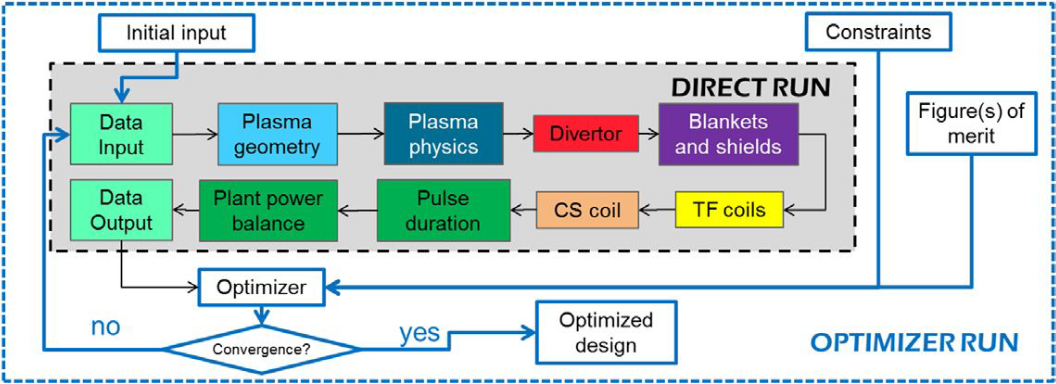 Initial input
Constraints
DIRECT RUN
Figure(s) of
merit
Data
Input
Plasma
geometry
Plasma
physics
Divertor
Blankets
and shields
Data
Output
Plant power
balance
Pulse
duration
CS coil
TF coils
Optimizer
no
Convergence?
yes
Optimized
design
OPTIMIZER RUN